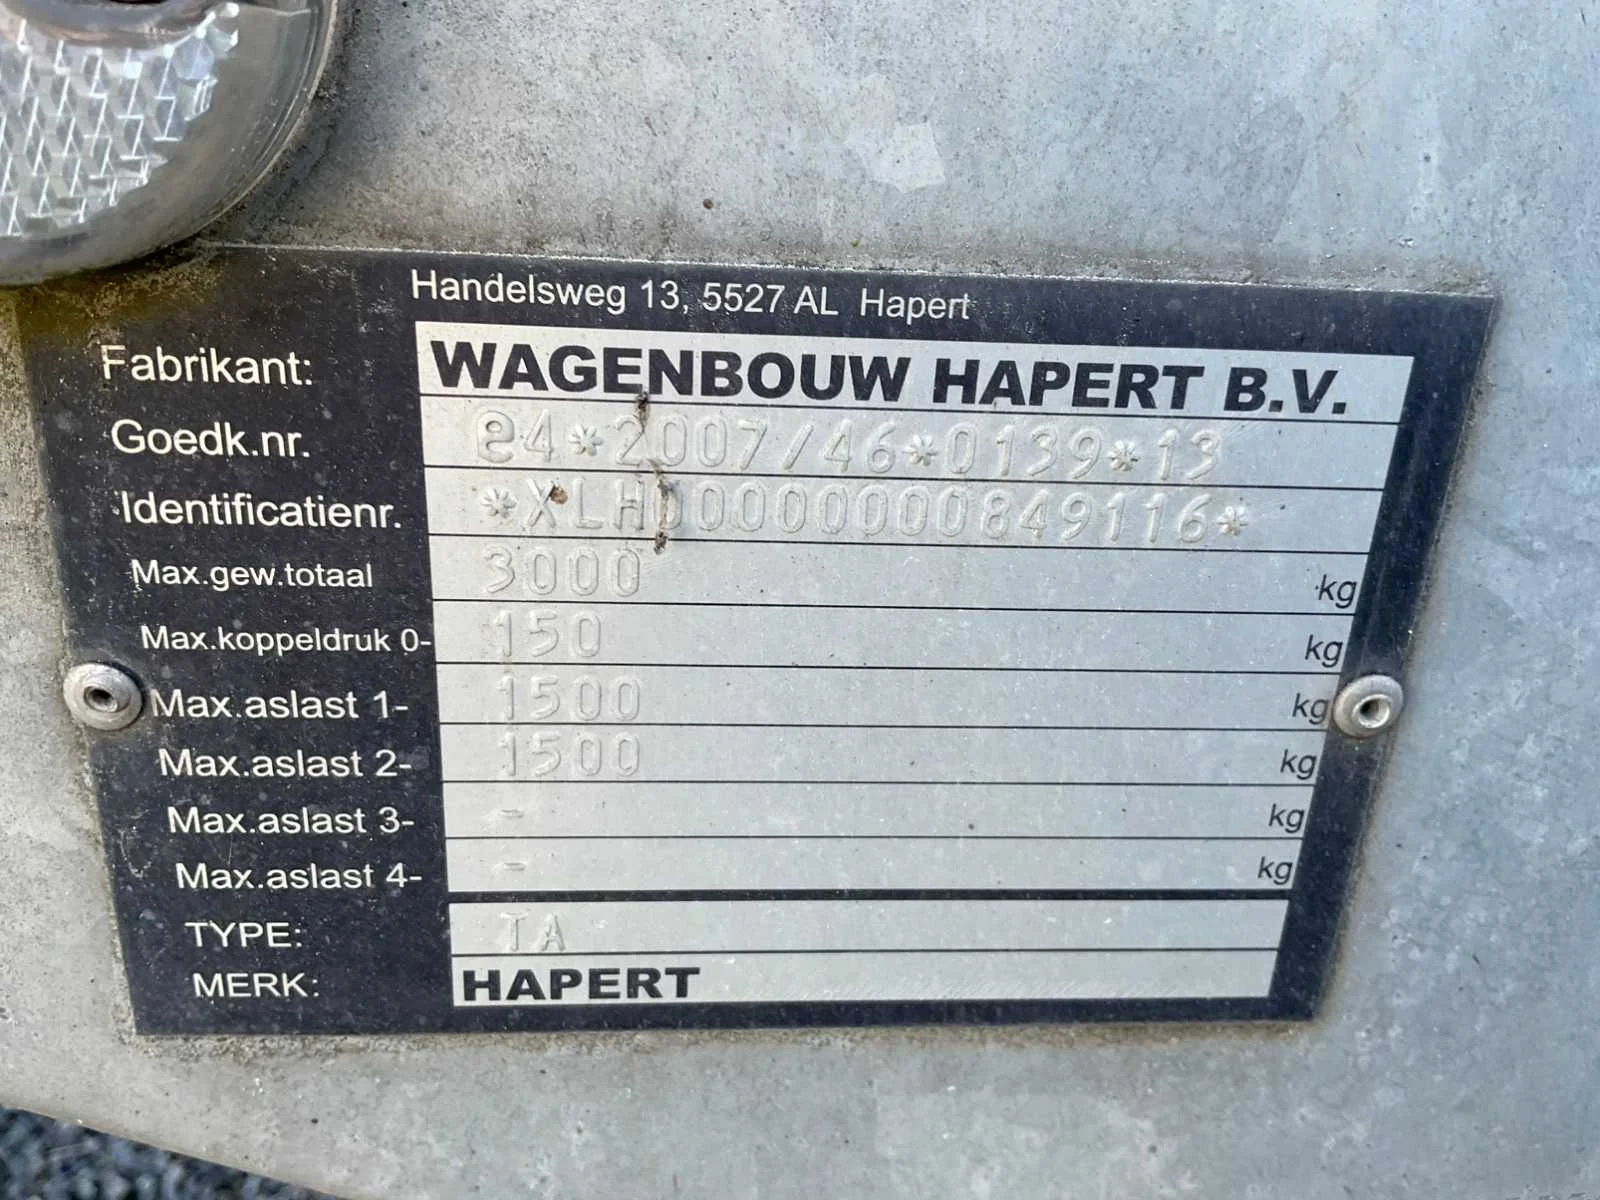 Handelsweg 13, 5527 AL Hapert
Fabrikant: WAGENBOUW HAPERT B.V.
Goedk.nr. e4*2007/46*0139*13
Identificatienr. *XLH00000000849116*
Max.gew.totaal 3000 kg
Max.koppeldruk 0- 150 kg
Max.aslast 1- 1500 kg
Max.aslast 2- 1500 kg
Max.aslast 3- - kg
Max.aslast 4- - kg
TYPE: TA
MERK: HAPERT